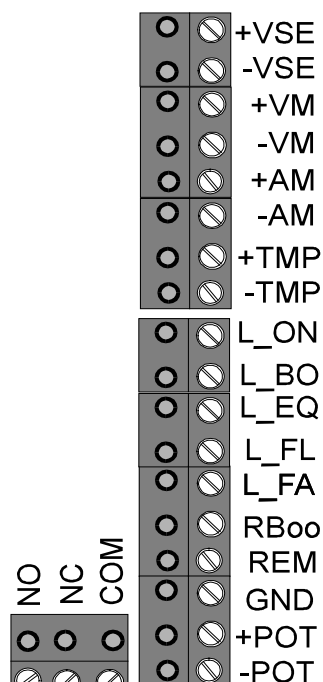 +VSE
-VSE
+VM
-VM
+AM
-AM
+TMP
-TMP
L_ON
L_BO
L_EQ
L_FL
L_FA
RBoo
REM
GND
+POT
-POT
NO
NC
COM